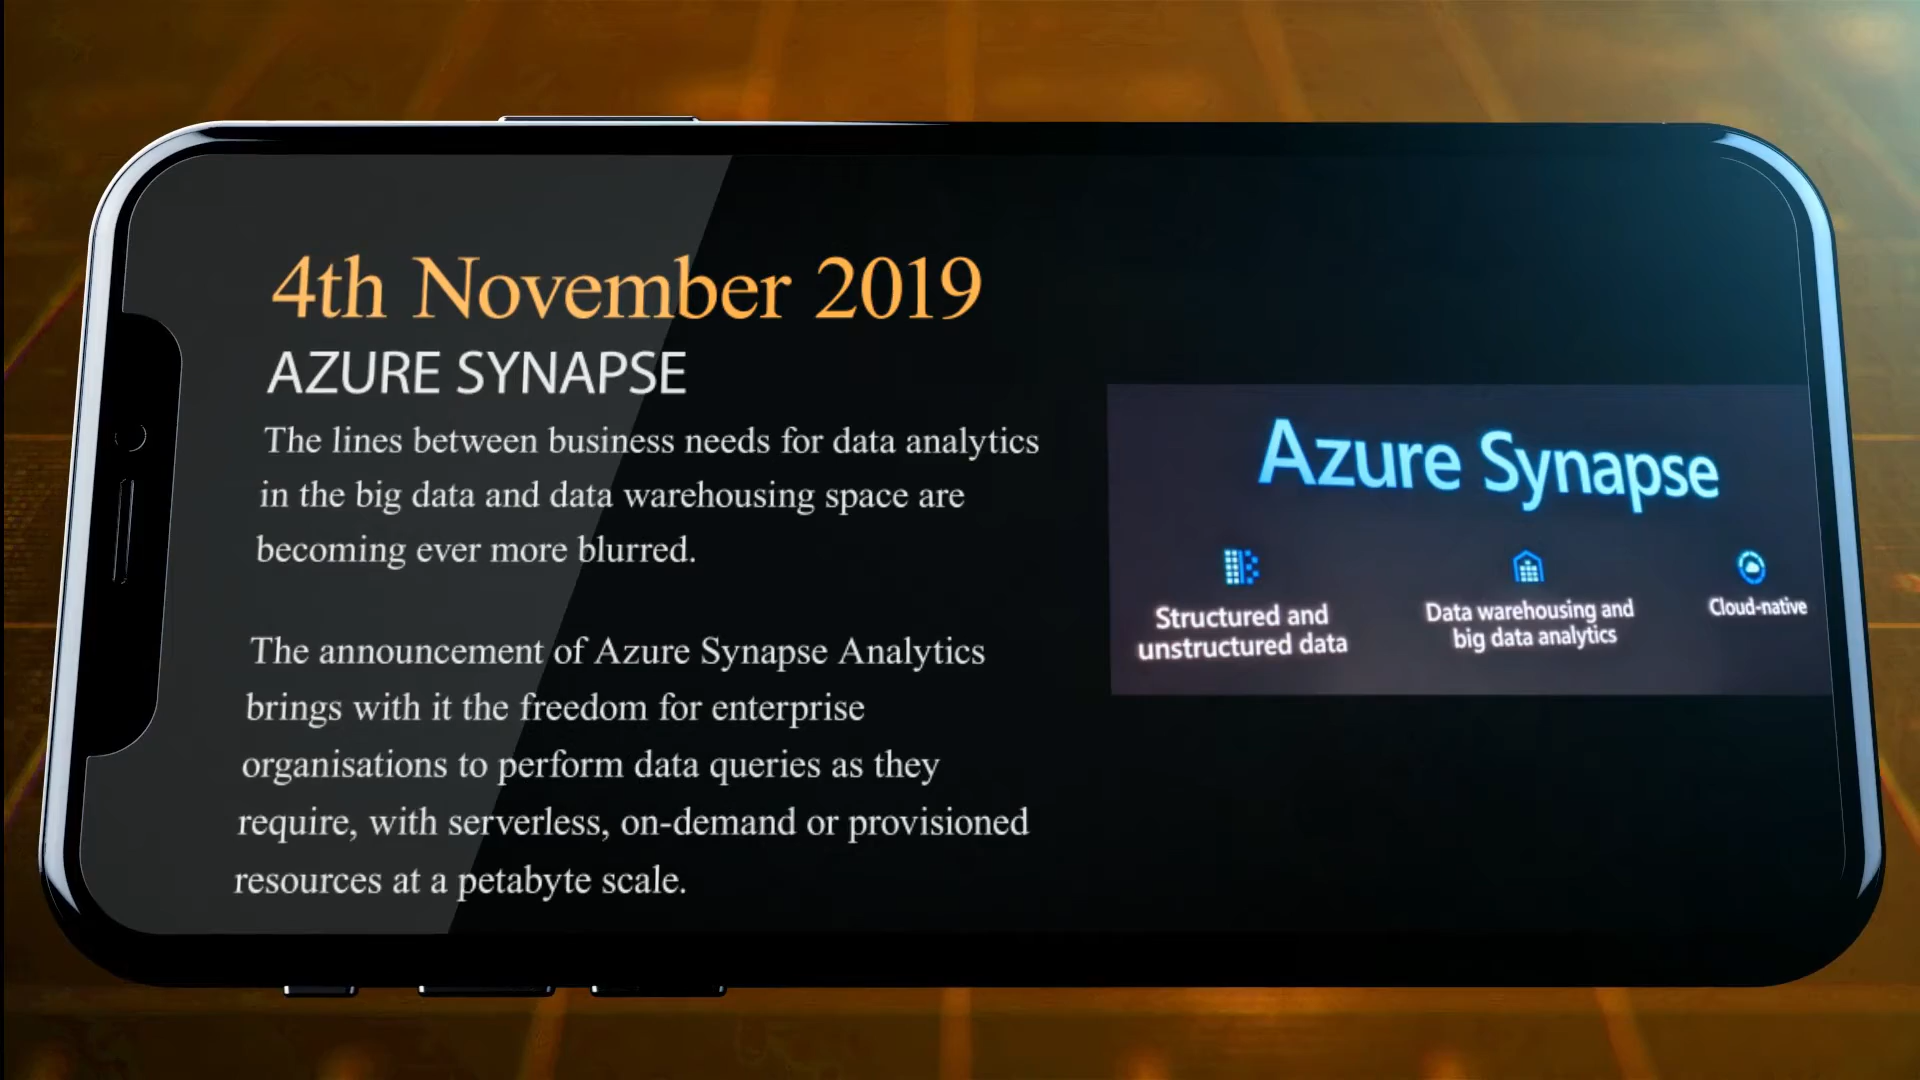 4th November 2019
AZURE SYNAPSE
The lines between business needs for data analytics
in the big data and data warehousing space are
becoming ever more blurred.
The announcement of Azure Synapse Analytics
brings with it the freedom for enterprise
organisations to perform data queries as they
require, with serverless, on-demand or provisioned
resources at a petabyte scale.
Azure Synapse
Structured and
unstructured data
Data warehousing and
big data analytics
Cloud-native